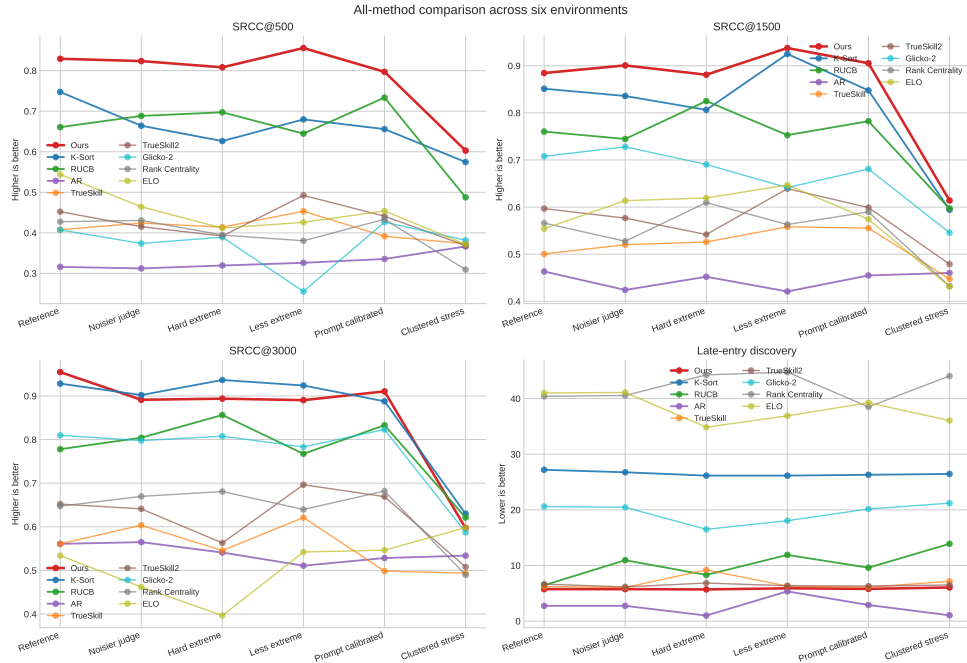 All-method comparison across six environments
SRCC@500
Higher is better
0.8
0.7
0.6
0.5
0.4
0.3
Ours
K-Sort
RUCB
AR
TrueSkill
TrueSkill2
Glicko-2
Rank Centrality
ELO
Reference
Noisier judge
Hard extreme
Less extreme
Prompt calibrated
Clustered stress
SRCC@1500
Higher is better
0.9
0.8
0.7
0.6
0.5
0.4
Ours
K-Sort
RUCB
AR
TrueSkill
TrueSkill2
Glicko-2
Rank Centrality
ELO
Reference
Noisier judge
Hard extreme
Less extreme
Prompt calibrated
Clustered stress
SRCC@3000
Higher is better
0.9
0.8
0.7
0.6
0.5
0.4
Ours
K-Sort
RUCB
AR
TrueSkill
TrueSkill2
Glicko-2
Rank Centrality
ELO
Reference
Noisier judge
Hard extreme
Less extreme
Prompt calibrated
Clustered stress
Late-entry discovery
Lower is better
40
30
20
10
0
Ours
K-Sort
RUCB
AR
TrueSkill
TrueSkill2
Glicko-2
Rank Centrality
ELO
Reference
Noisier judge
Hard extreme
Less extreme
Prompt calibrated
Clustered stress